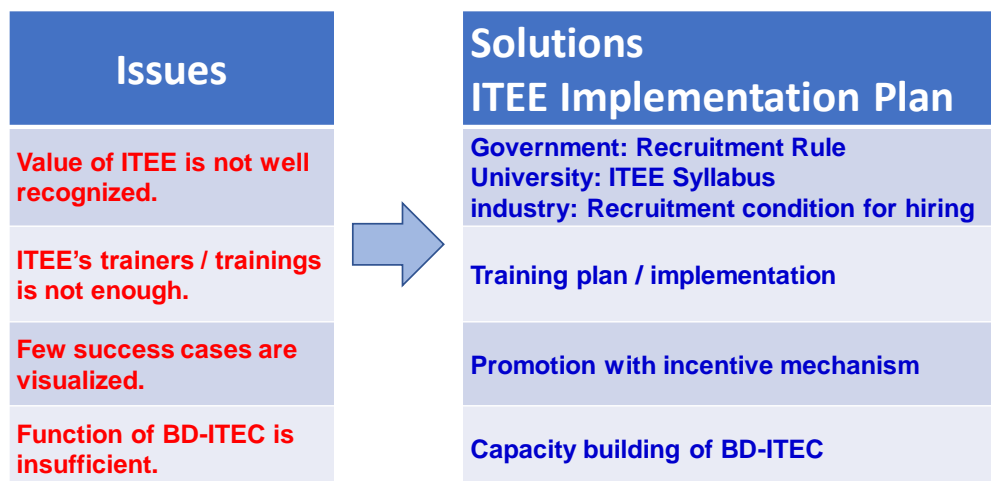 Issues
Value of ITEE is not well
recognized.
ITEE's trainers / trainings
is not enough.
Few success cases are
visualized.
Function of BD-ITEC is
insufficient.
Solutions
ITEE Implementation Plan
Government: Recruitment Rule
University: ITEE Syllabus
industry: Recruitment condition for hiring
Training plan / implementation
Promotion with incentive mechanism
Capacity building of BD-ITEC